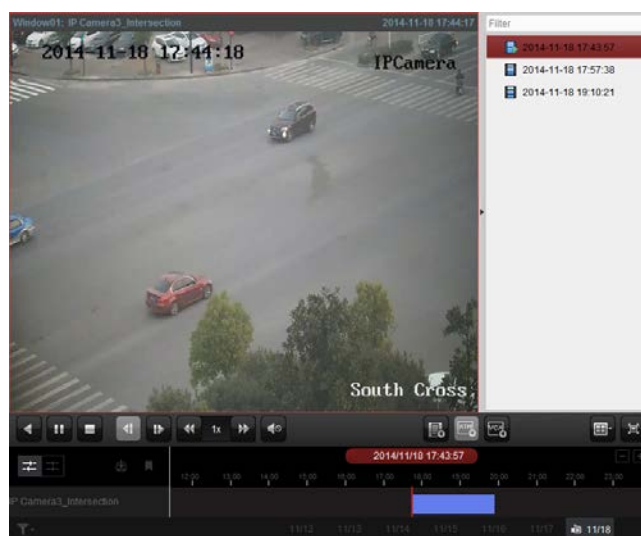 Window01: IP Camera3_Intersection 2014-11-18 17:44:17
Filter
2014-11-18 17:44:18
IPCamera
2014-11-18 17:43:57
2014-11-18 17:57:38
2014-11-18 19:10:21
South Cross
1x
VCA
2014/11/18 17:43:57
12:00 13:00 14:00 15:00 16:00 17:00 18:00 19:00 20:00 21:00 22:00 23:00
IP Camera3_Intersection
11/12 11/13 11/14 11/15 11/16 11/17 11/18